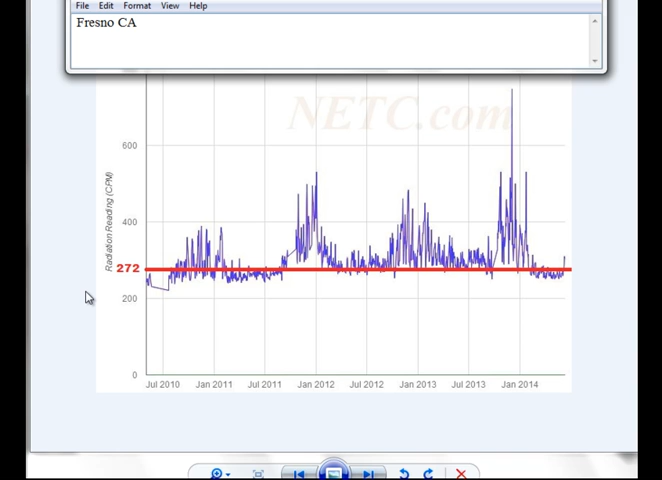 File Edit Format View Help
Fresno CA
NETC.com
600
400
Radiation Reading (CPM)
272
200
0
Jul 2010 Jan 2011 Jul 2011 Jan 2012 Jul 2012 Jan 2013 Jul 2013 Jan 2014